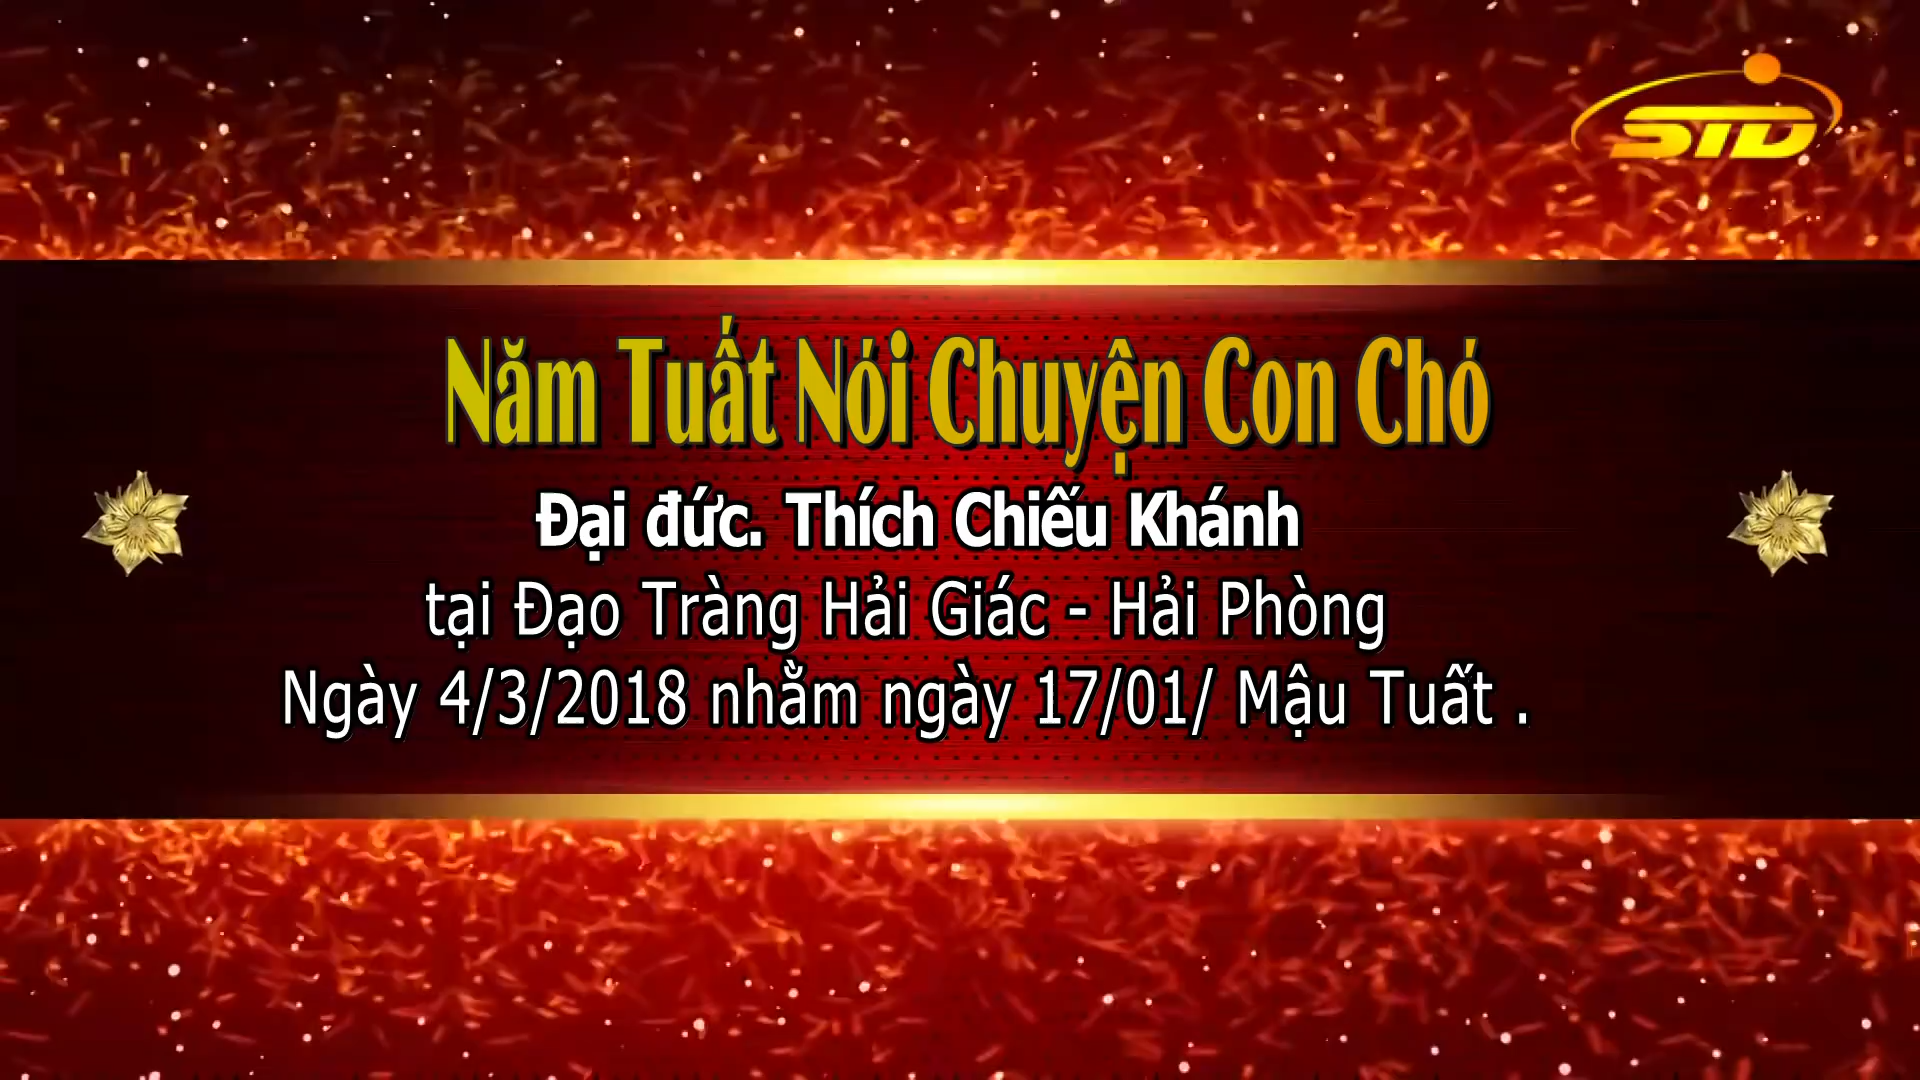 STD
Năm Tuất Nói Chuyện Con Chó
Đại đức. Thích Chiếu Khánh
tại Đạo Tràng Hải Giác - Hải Phòng
Ngày 4/3/2018 nhằm ngày 17/01/ Mậu Tuất .